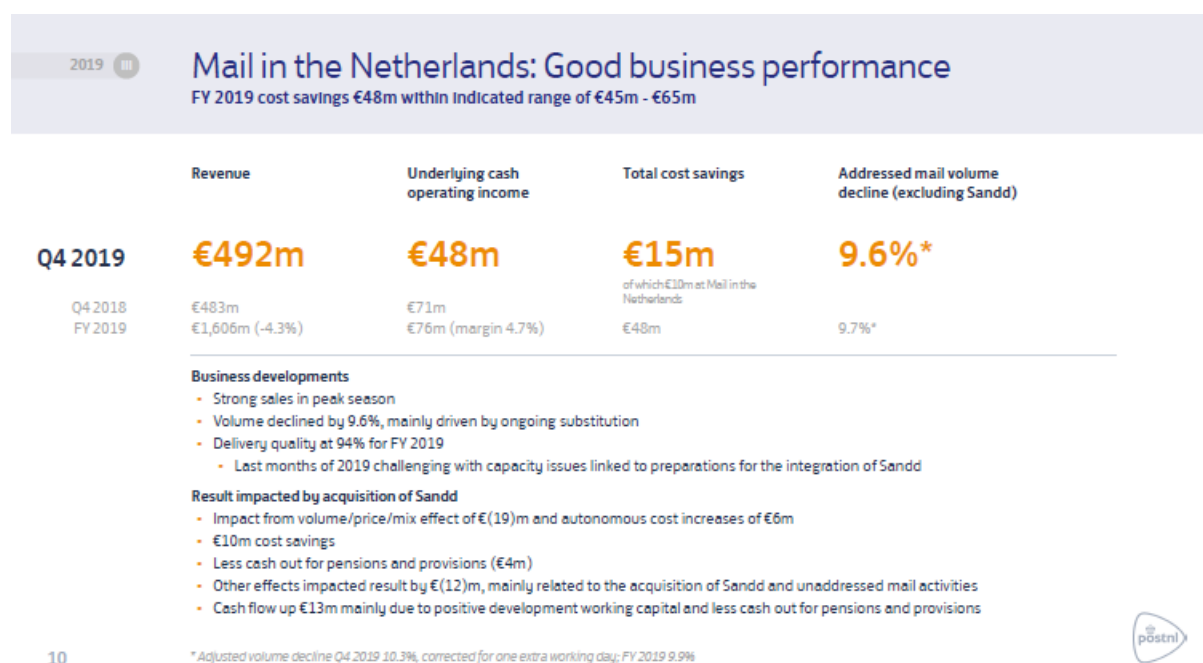 2019 III
Mail in the Netherlands: Good business performance
FY 2019 cost savings €48m within indicated range of €45m - €65m
Revenue
Underlying cash
operating income
Total cost savings
Addressed mail volume
decline (excluding Sandd)
Q4 2019
€492m
€48m
€15m
9.6%*
of which €10m at Mail in the
Netherlands
Q4 2018
€483m
€71m
FY 2019
€1,606m (-4.3%)
€76m (margin 4.7%)
€48m
9.7%*
Business developments
- Strong sales in peak season
- Volume declined by 9.6%, mainly driven by ongoing substitution
- Delivery quality at 94% for FY 2019
- Last months of 2019 challenging with capacity issues linked to preparations for the integration of Sandd
Result impacted by acquisition of Sandd
- Impact from volume/price/mix effect of €(19)m and autonomous cost increases of €6m
- €10m cost savings
- Less cash out for pensions and provisions (€4m)
- Other effects impacted result by €(12)m, mainly related to the acquisition of Sandd and unaddressed mail activities
- Cash flow up €13m mainly due to positive development working capital and less cash out for pensions and provisions
postnl
10
* Adjusted volume decline Q4 2019 10.3%, corrected for one extra working day; FY 2019 9.9%